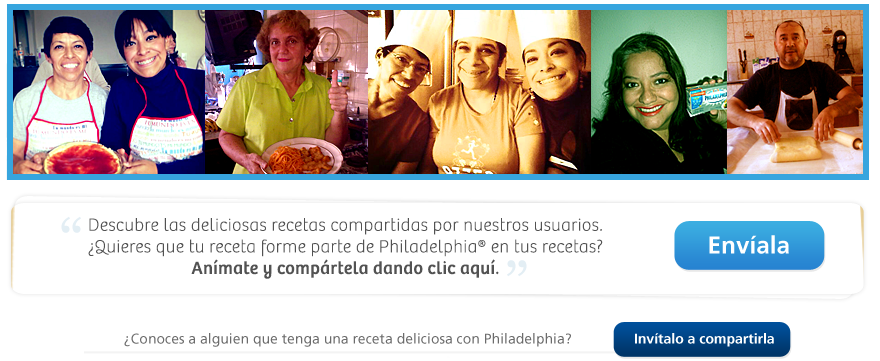 PHILADELPHIA
“ Descubre las deliciosas recetas compartidas por nuestros usuarios.
¿Quieres que tu receta forme parte de Philadelphia® en tus recetas?
Anímate y compártela dando clic aquí. ”
Envíala
¿Conoces a alguien que tenga una receta deliciosa con Philadelphia?
Invítalo a compartirla